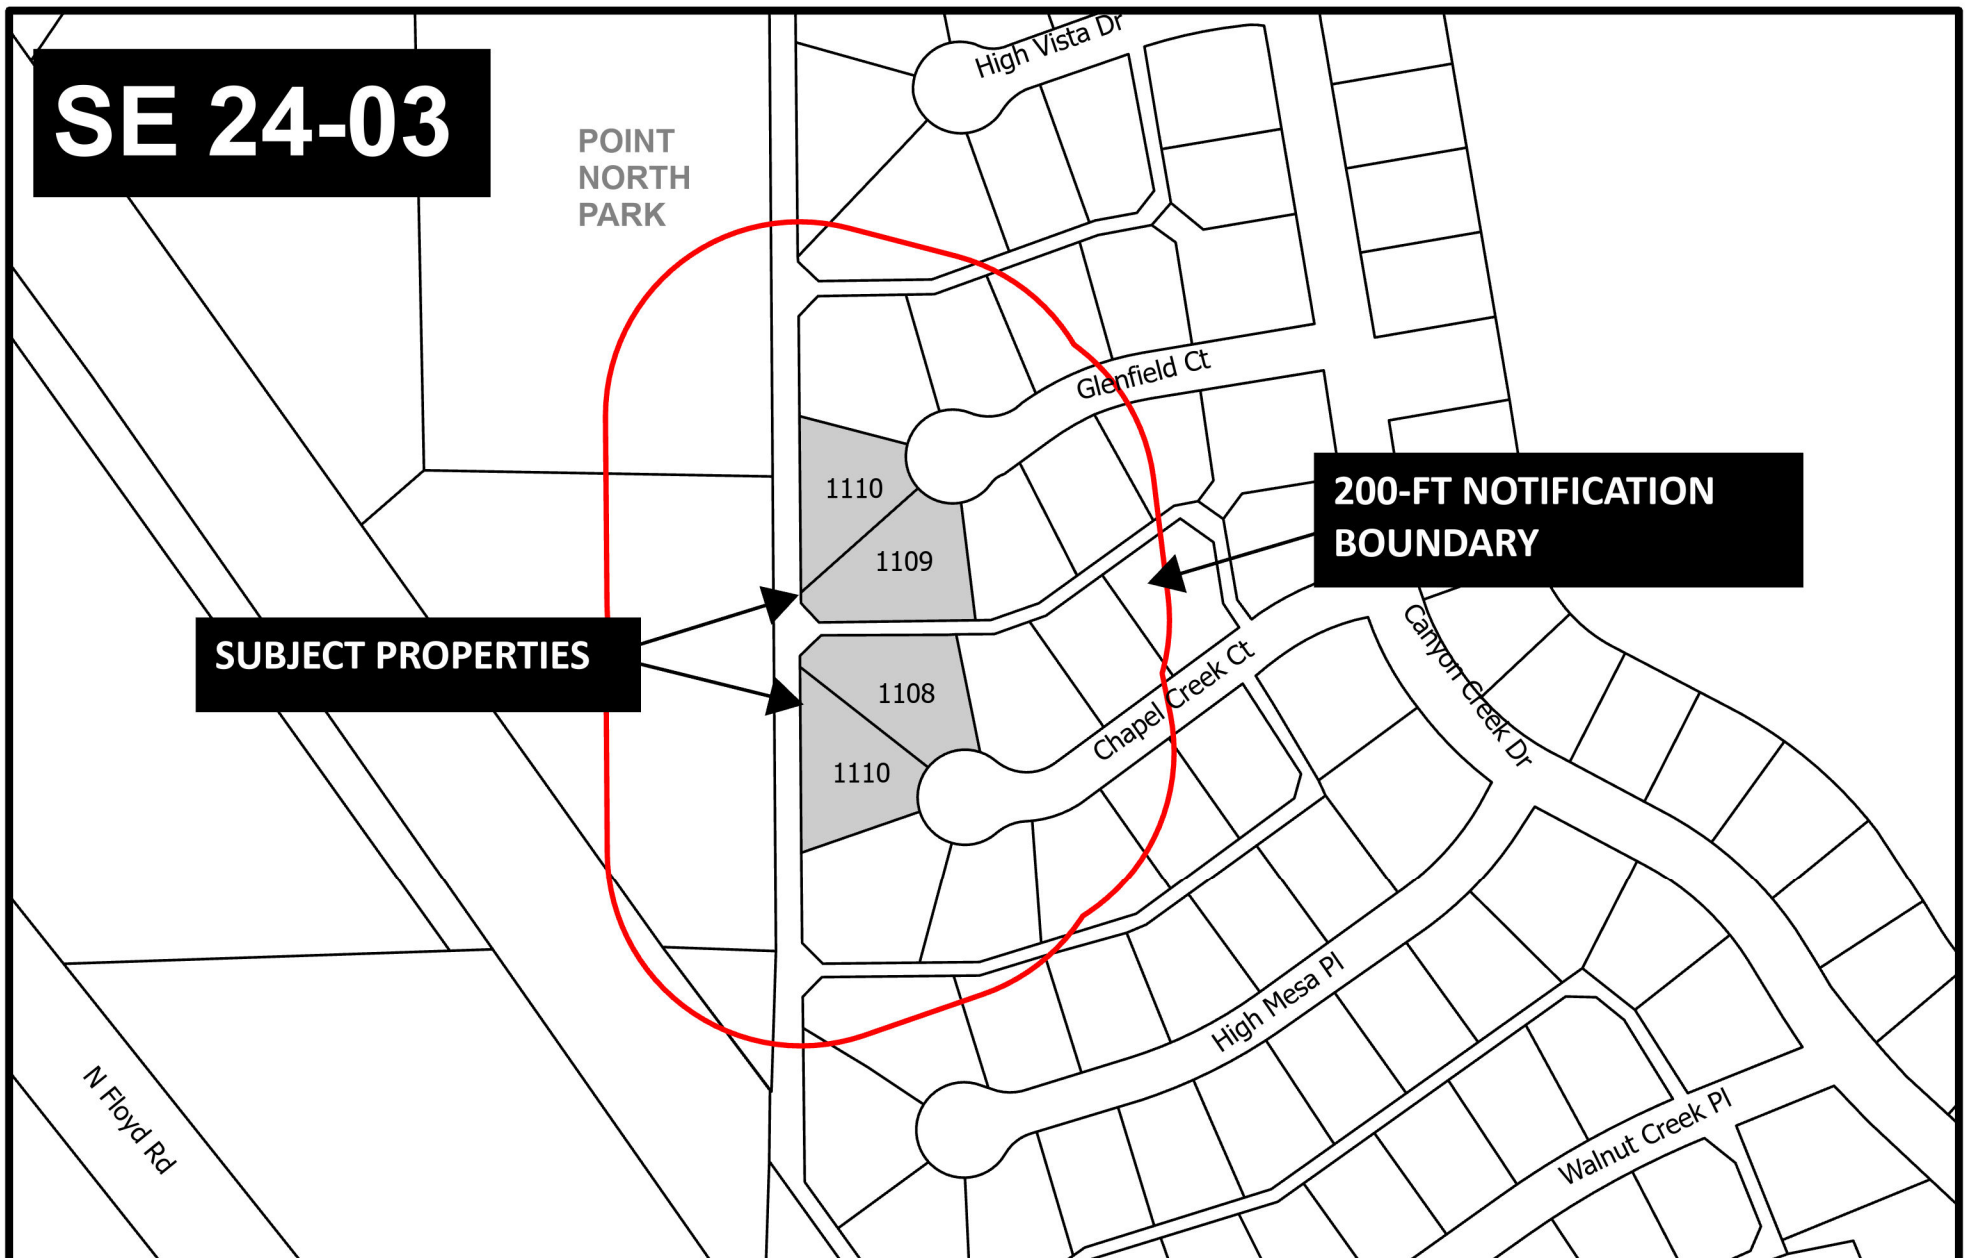 High Vista Dr
SE 24-03
POINT
NORTH
PARK
Glenfield Ct
1110
1109
200-FT NOTIFICATION
BOUNDARY
SUBJECT PROPERTIES
1108
1110
Chapel Creek Ct
Canyon Creek Dr
High Mesa Pl
N Floyd Rd
Walnut Creek Pl